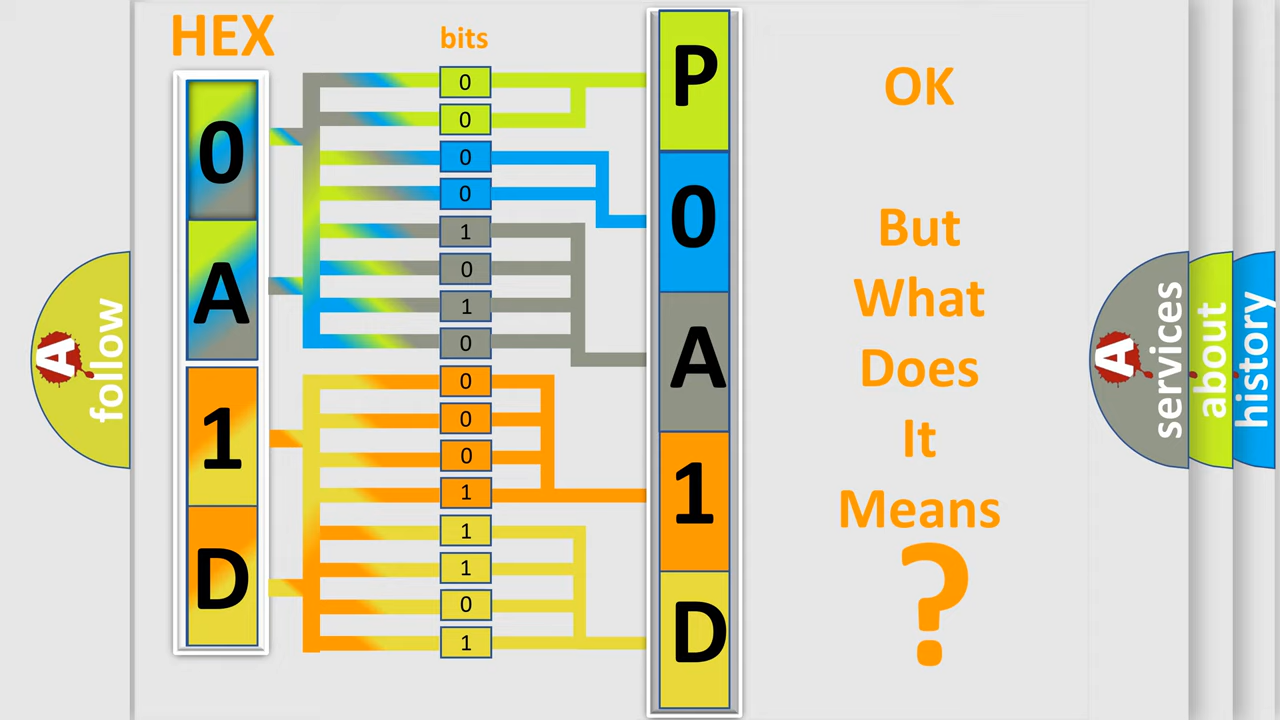 HEX
bits
0
A
1
D
0
0
0
0
1
0
1
0
0
0
0
1
1
1
0
1
P
0
A
1
D
OK
But
What
Does
It
Means
?
A
follow
A
services
about
history